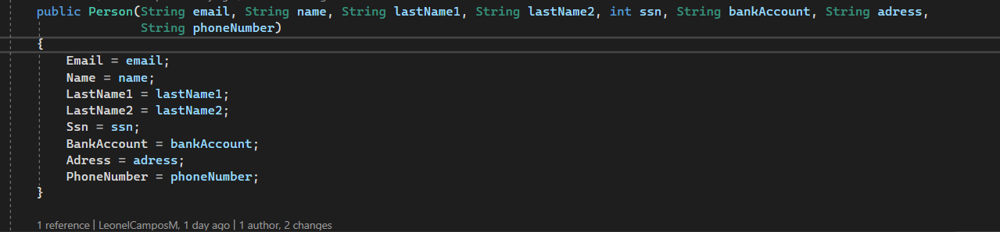 public Person(String email, String name, String lastName1, String lastName2, int ssn, String bankAccount, String adress,
String phoneNumber)
{
Email = email;
Name = name;
LastName1 = lastName1;
LastName2 = lastName2;
Ssn = ssn;
BankAccount = bankAccount;
Adress = adress;
PhoneNumber = phoneNumber;
}
1 reference | LeonelCamposM, 1 day ago | 1 author, 2 changes